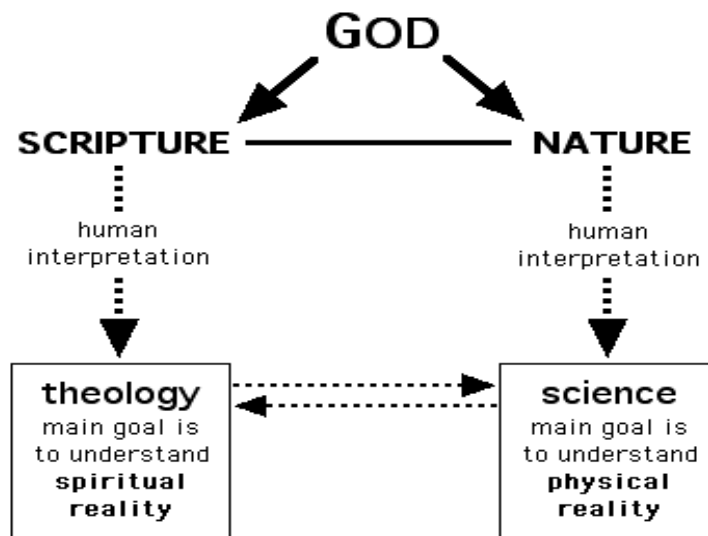 GOD
SCRIPTURE
NATURE
human
interpretation
human
interpretation
theology
main goal is
to understand
spiritual
reality
science
main goal is
to understand
physical
reality